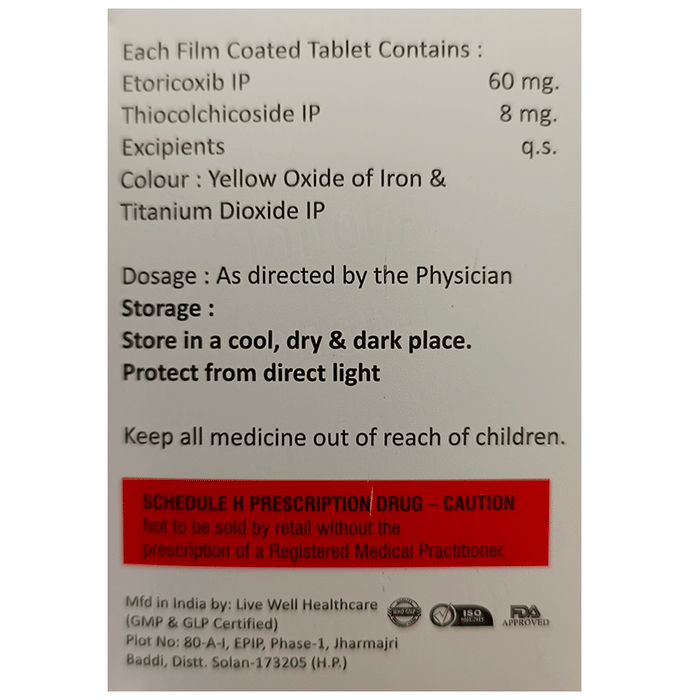 Each Film Coated Tablet Contains :
Etoricoxib IP 60 mg.
Thiocolchicoside IP 8 mg.
Excipients q.s.
Colour : Yellow Oxide of Iron &
Titanium Dioxide IP
Dosage : As directed by the Physician
Storage :
Store in a cool, dry & dark place.
Protect from direct light
Keep all medicine out of reach of children.
SCHEDULE H PRESCRIPTION DRUG – CAUTION
Not to be sold by retail without the
prescription of a Registered Medical Practitioner.
Mfd in India by: Live Well Healthcare
(GMP & GLP Certified)
Plot No: 80-A-I, EPIP, Phase-1, Jharmajri
Baddi, Distt. Solan-173205 (H.P.)
WHO GMP
ISO
FDA
APPROVED